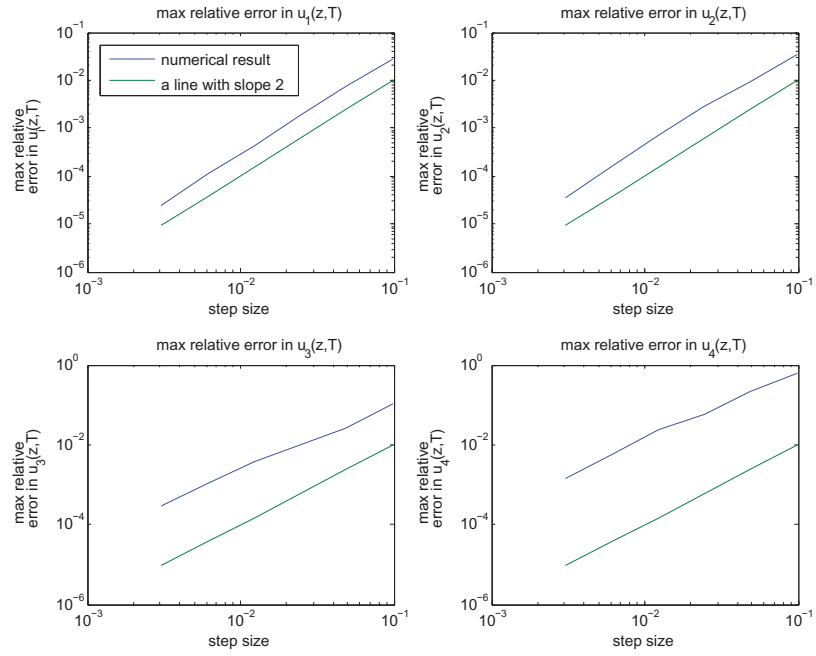 max relative error in u₁(z,T)
10⁻¹
10⁻²
10⁻³
10⁻⁴
10⁻⁵
10⁻⁶
max relative
error in u₁(z,T)
numerical result
a line with slope 2
10⁻³
10⁻²
10⁻¹
step size
max relative error in u₂(z,T)
10⁻¹
10⁻²
10⁻³
10⁻⁴
10⁻⁵
10⁻⁶
max relative
error in u₂(z,T)
10⁻³
10⁻²
10⁻¹
step size
max relative error in u₃(z,T)
10⁰
10⁻²
10⁻⁴
10⁻⁶
max relative
error in u₃(z,T)
10⁻³
10⁻²
10⁻¹
step size
max relative error in u₄(z,T)
10⁰
10⁻²
10⁻⁴
10⁻⁶
max relative
error in u₄(z,T)
10⁻³
10⁻²
10⁻¹
step size